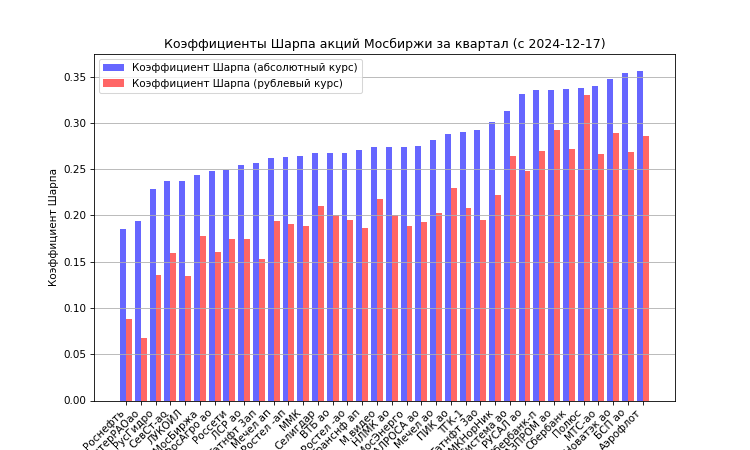 Коэффициенты Шарпа акций Мосбиржи за квартал (с 2024-12-17)
Коэффициент Шарпа (абсолютный курс)
Коэффициент Шарпа (рублевый курс)
Коэффициент Шарпа
0.35
0.30
0.25
0.20
0.15
0.10
0.05
0.00
Роснефть
РусГидро
СевСт-ао
ЛУКОЙЛ
МосБиржа
Россети
ЛСР ао
Мечел ап
Ростел -ап
ММК
Селигдар
ВТБ ао
Ростел -ао
М.видео
НЛМК ао
Мечел ао
ПИК ао
ТГК-1
РУСАЛ ао
Сбербанк
Полюс
МТС-ао
БСП ао
Аэрофлот